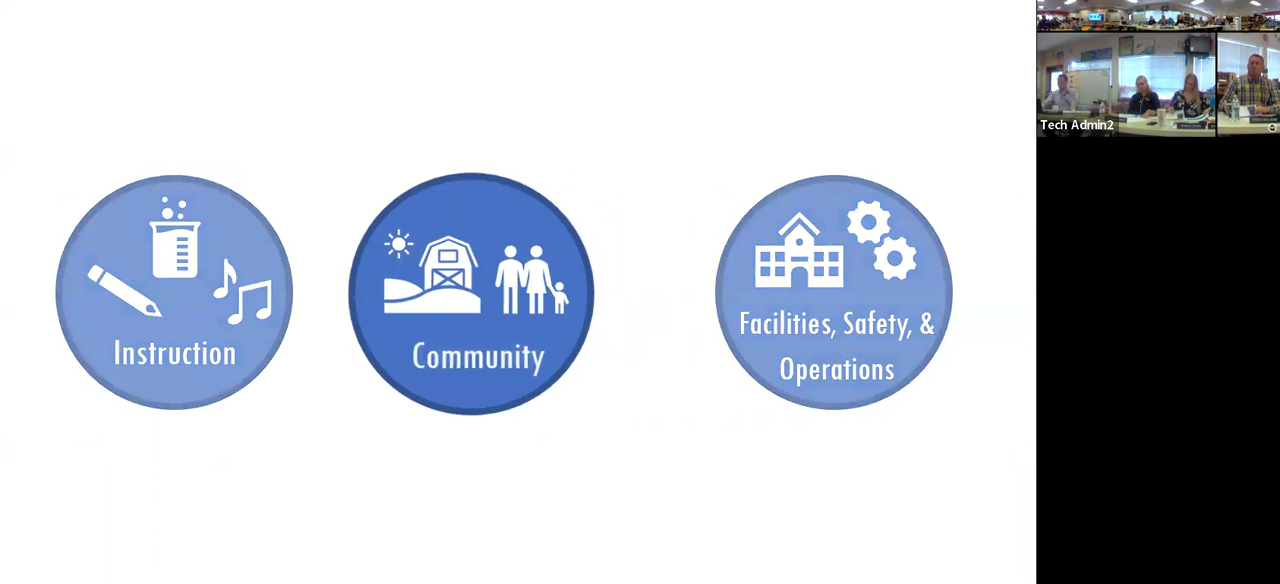 Tech Admin2
Instruction
Community
Facilities, Safety, &
Operations